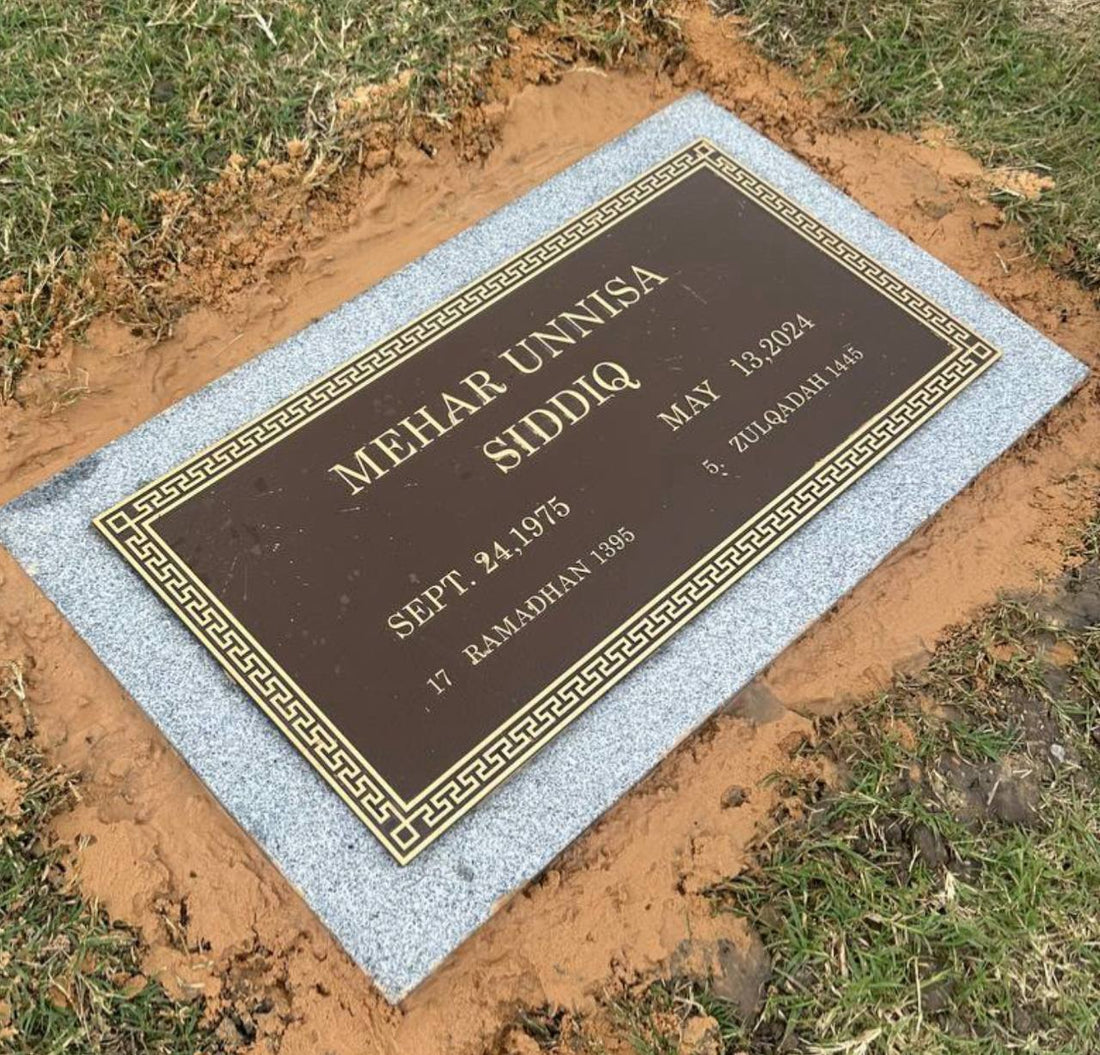 MEHAR UNNISA
SIDDIQ
SEPT. 24,1975 MAY 13,2024
17 RAMADHAN 1395 5, ZULQADAH 1445